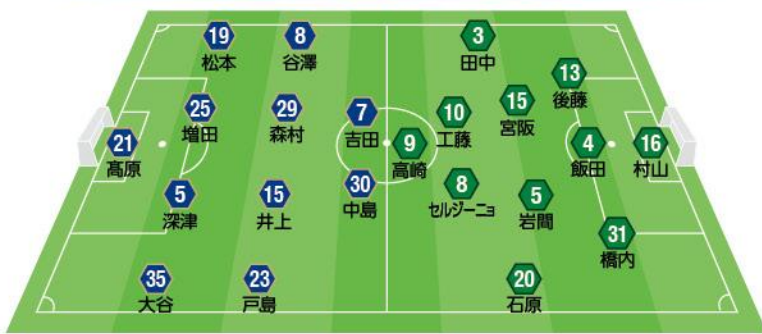 19
松本
8
谷澤
25
増田
29
森村
7
吉田
21
髙原
5
深津
15
井上
30
中島
35
大谷
23
戸島
3
田中
13
後藤
10
工藤
15
宮阪
9
高崎
4
飯田
16
村山
8
セルジーニョ
5
岩間
31
橋内
20
石原